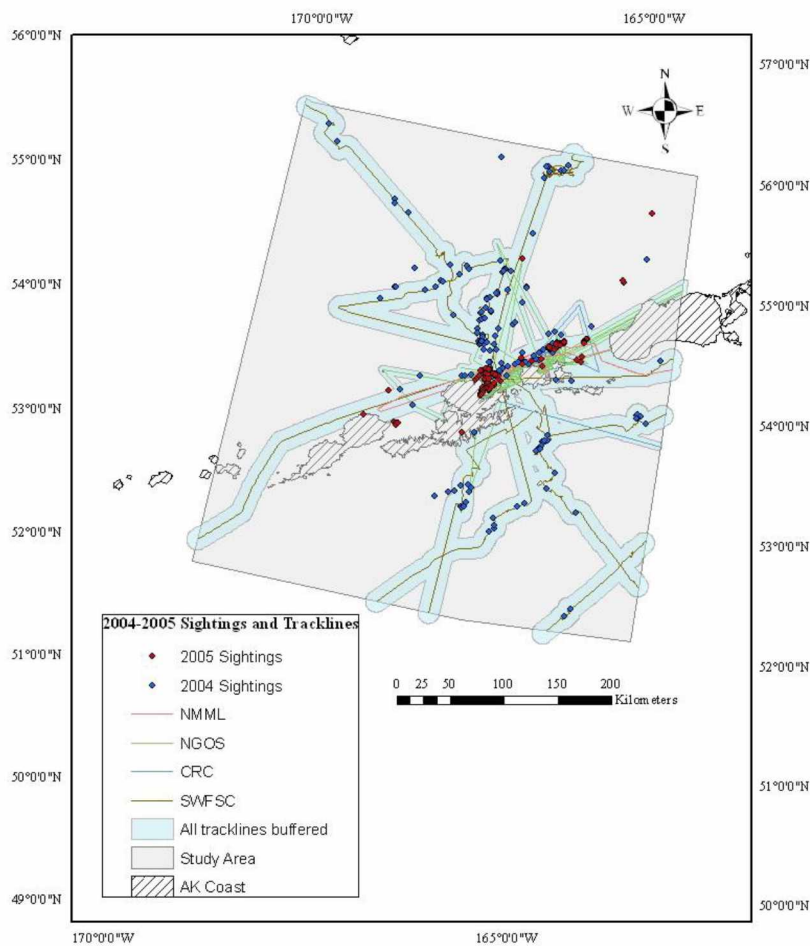 170°0'0"W 165°0'0"W
56°0'0"N
57°0'0"N
N
W E
S
55°0'0"N
56°0'0"N
54°0'0"N
55°0'0"N
53°0'0"N
54°0'0"N
52°0'0"N
53°0'0"N
2004-2005 Sightings and Tracklines
2005 Sightings
2004 Sightings
NMML
NGOS
CRC
SWFSC
All tracklines buffered
Study Area
AK Coast
0 25 50 100 150 200
Kilometers
51°0'0"N
52°0'0"N
50°0'0"N
51°0'0"N
49°0'0"N
50°0'0"N
170°0'0"W 165°0'0"W